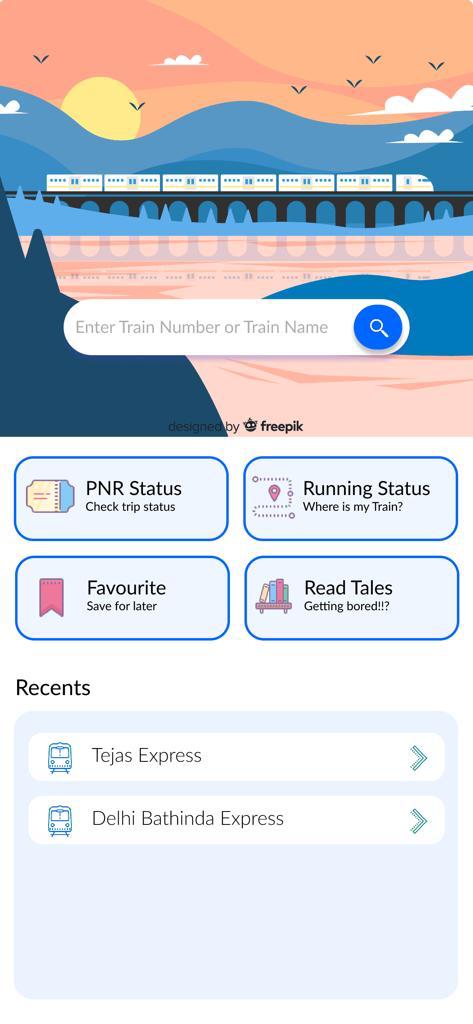 Enter Train Number or Train Name
designed by freepik
PNR Status
Check trip status
Running Status
Where is my Train?
Favourite
Save for later
Read Tales
Getting bored!!?
Recents
Tejas Express
Delhi Bathinda Express